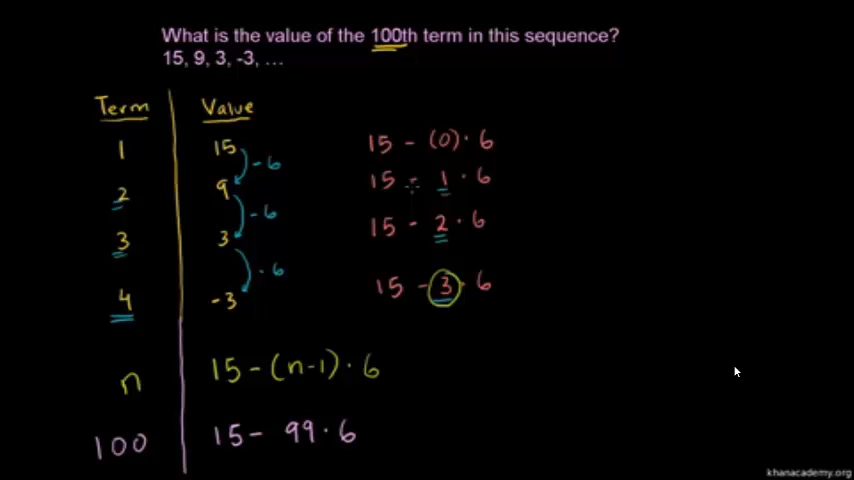 What is the value of the 100th term in this sequence?
15, 9, 3, -3, ...
Term Value
1 15 15 - (0) · 6
-6
2 9 15 - 1 · 6
-6
3 3 15 - 2 · 6
-6
4 -3 15 - 3 · 6
n 15 - (n-1) · 6
100 15 - 99 · 6
khanacademy.org